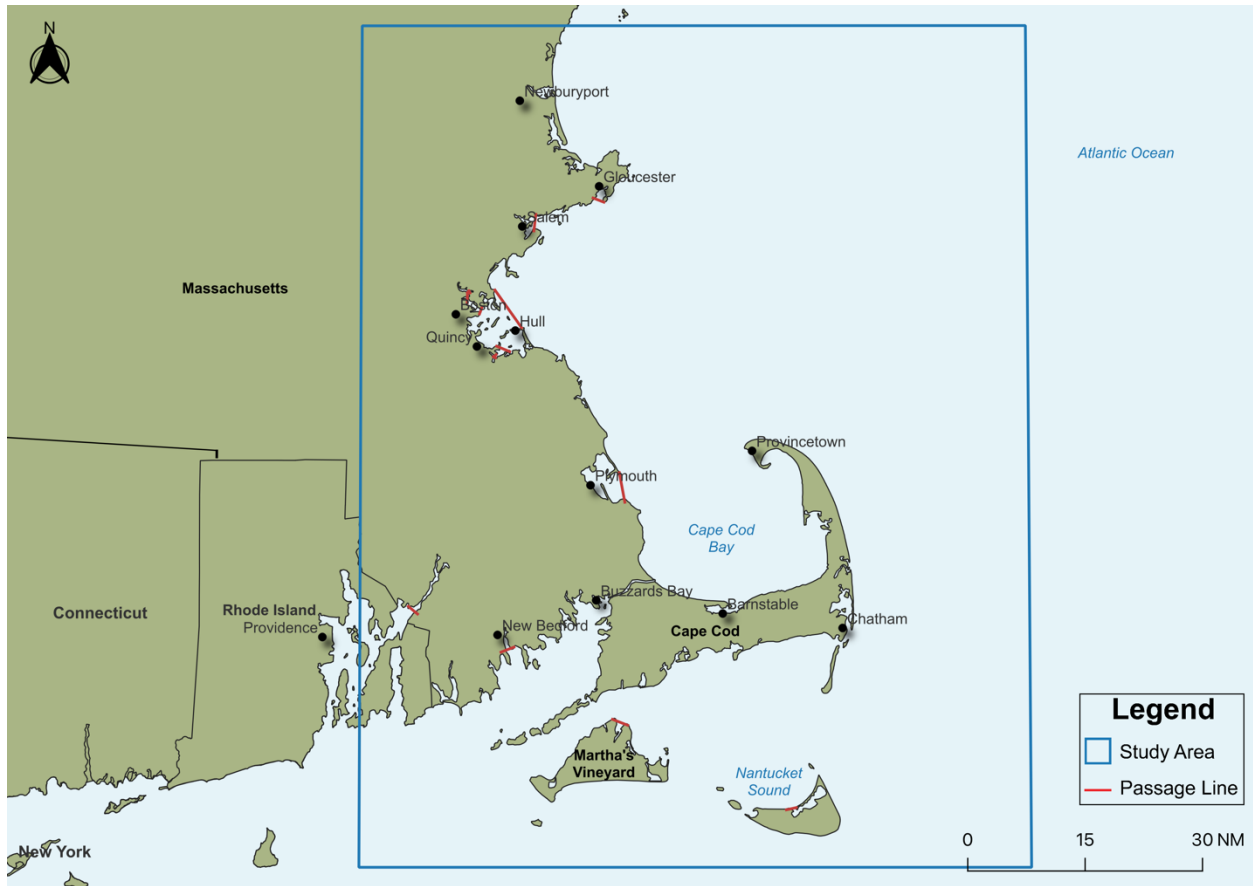 N
Newburyport
Atlantic Ocean
Gloucester
Salem
Massachusetts
Boston
Hull
Quincy
Provincetown
Plymouth
Cape Cod
Bay
Buzzards Bay
Connecticut
Rhode Island
Providence
Barnstable
New Bedford
Cape Cod
Chatham
Legend
Study Area
Passage Line
Martha's
Vineyard
Nantucket
Sound
New York
0 15 30 NM